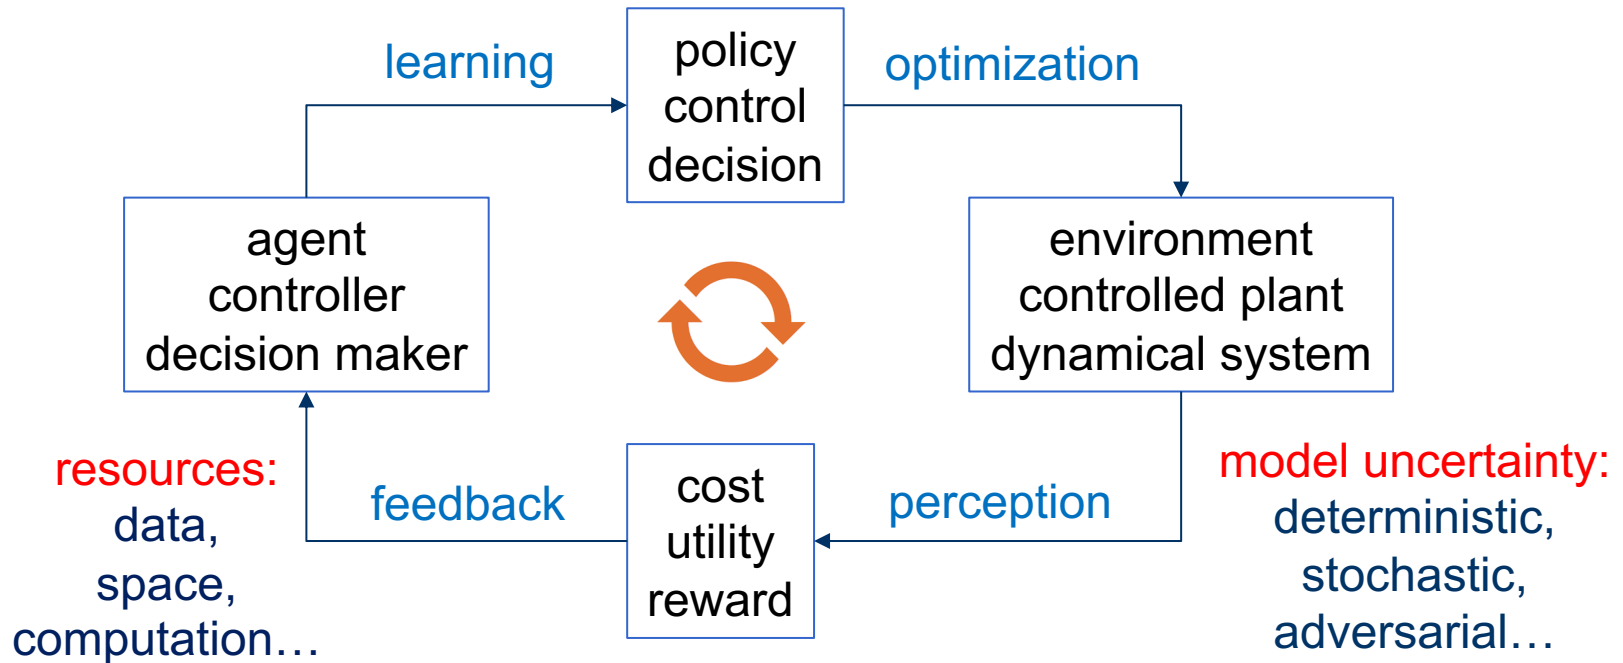 learning
policy
control
decision
optimization
agent
controller
decision maker
environment
controlled plant
dynamical system
resources:
data,
space,
computation…
feedback
cost
utility
reward
perception
model uncertainty:
deterministic,
stochastic,
adversarial…